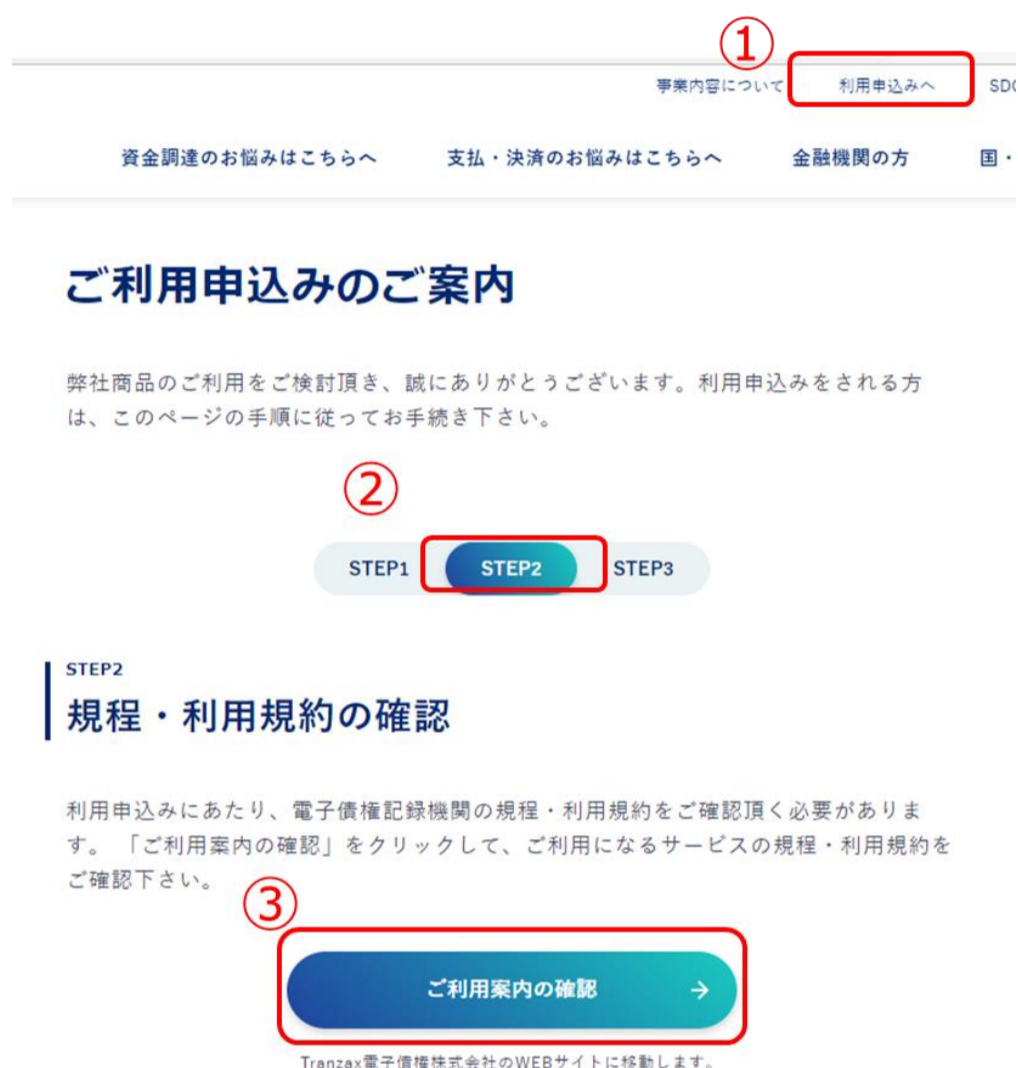 ①
事業内容について 利用申込みへ SDG
資金調達のお悩みはこちらへ 支払・決済のお悩みはこちらへ 金融機関の方 国・
ご利用申込みのご案内
弊社商品のご利用をご検討頂き、誠にありがとうございます。利用申込みをされる方
は、このページの手順に従ってお手続き下さい。
②
STEP1 STEP2 STEP3
STEP2
規程・利用規約の確認
利用申込みにあたり、電子債権記録機関の規程・利用規約をご確認頂く必要がありま
す。 「ご利用案内の確認」をクリックして、ご利用になるサービスの規程・利用規約を
ご確認下さい。
③
ご利用案内の確認 →
Tranzax電子債権株式会社のWEBサイトに移動します。